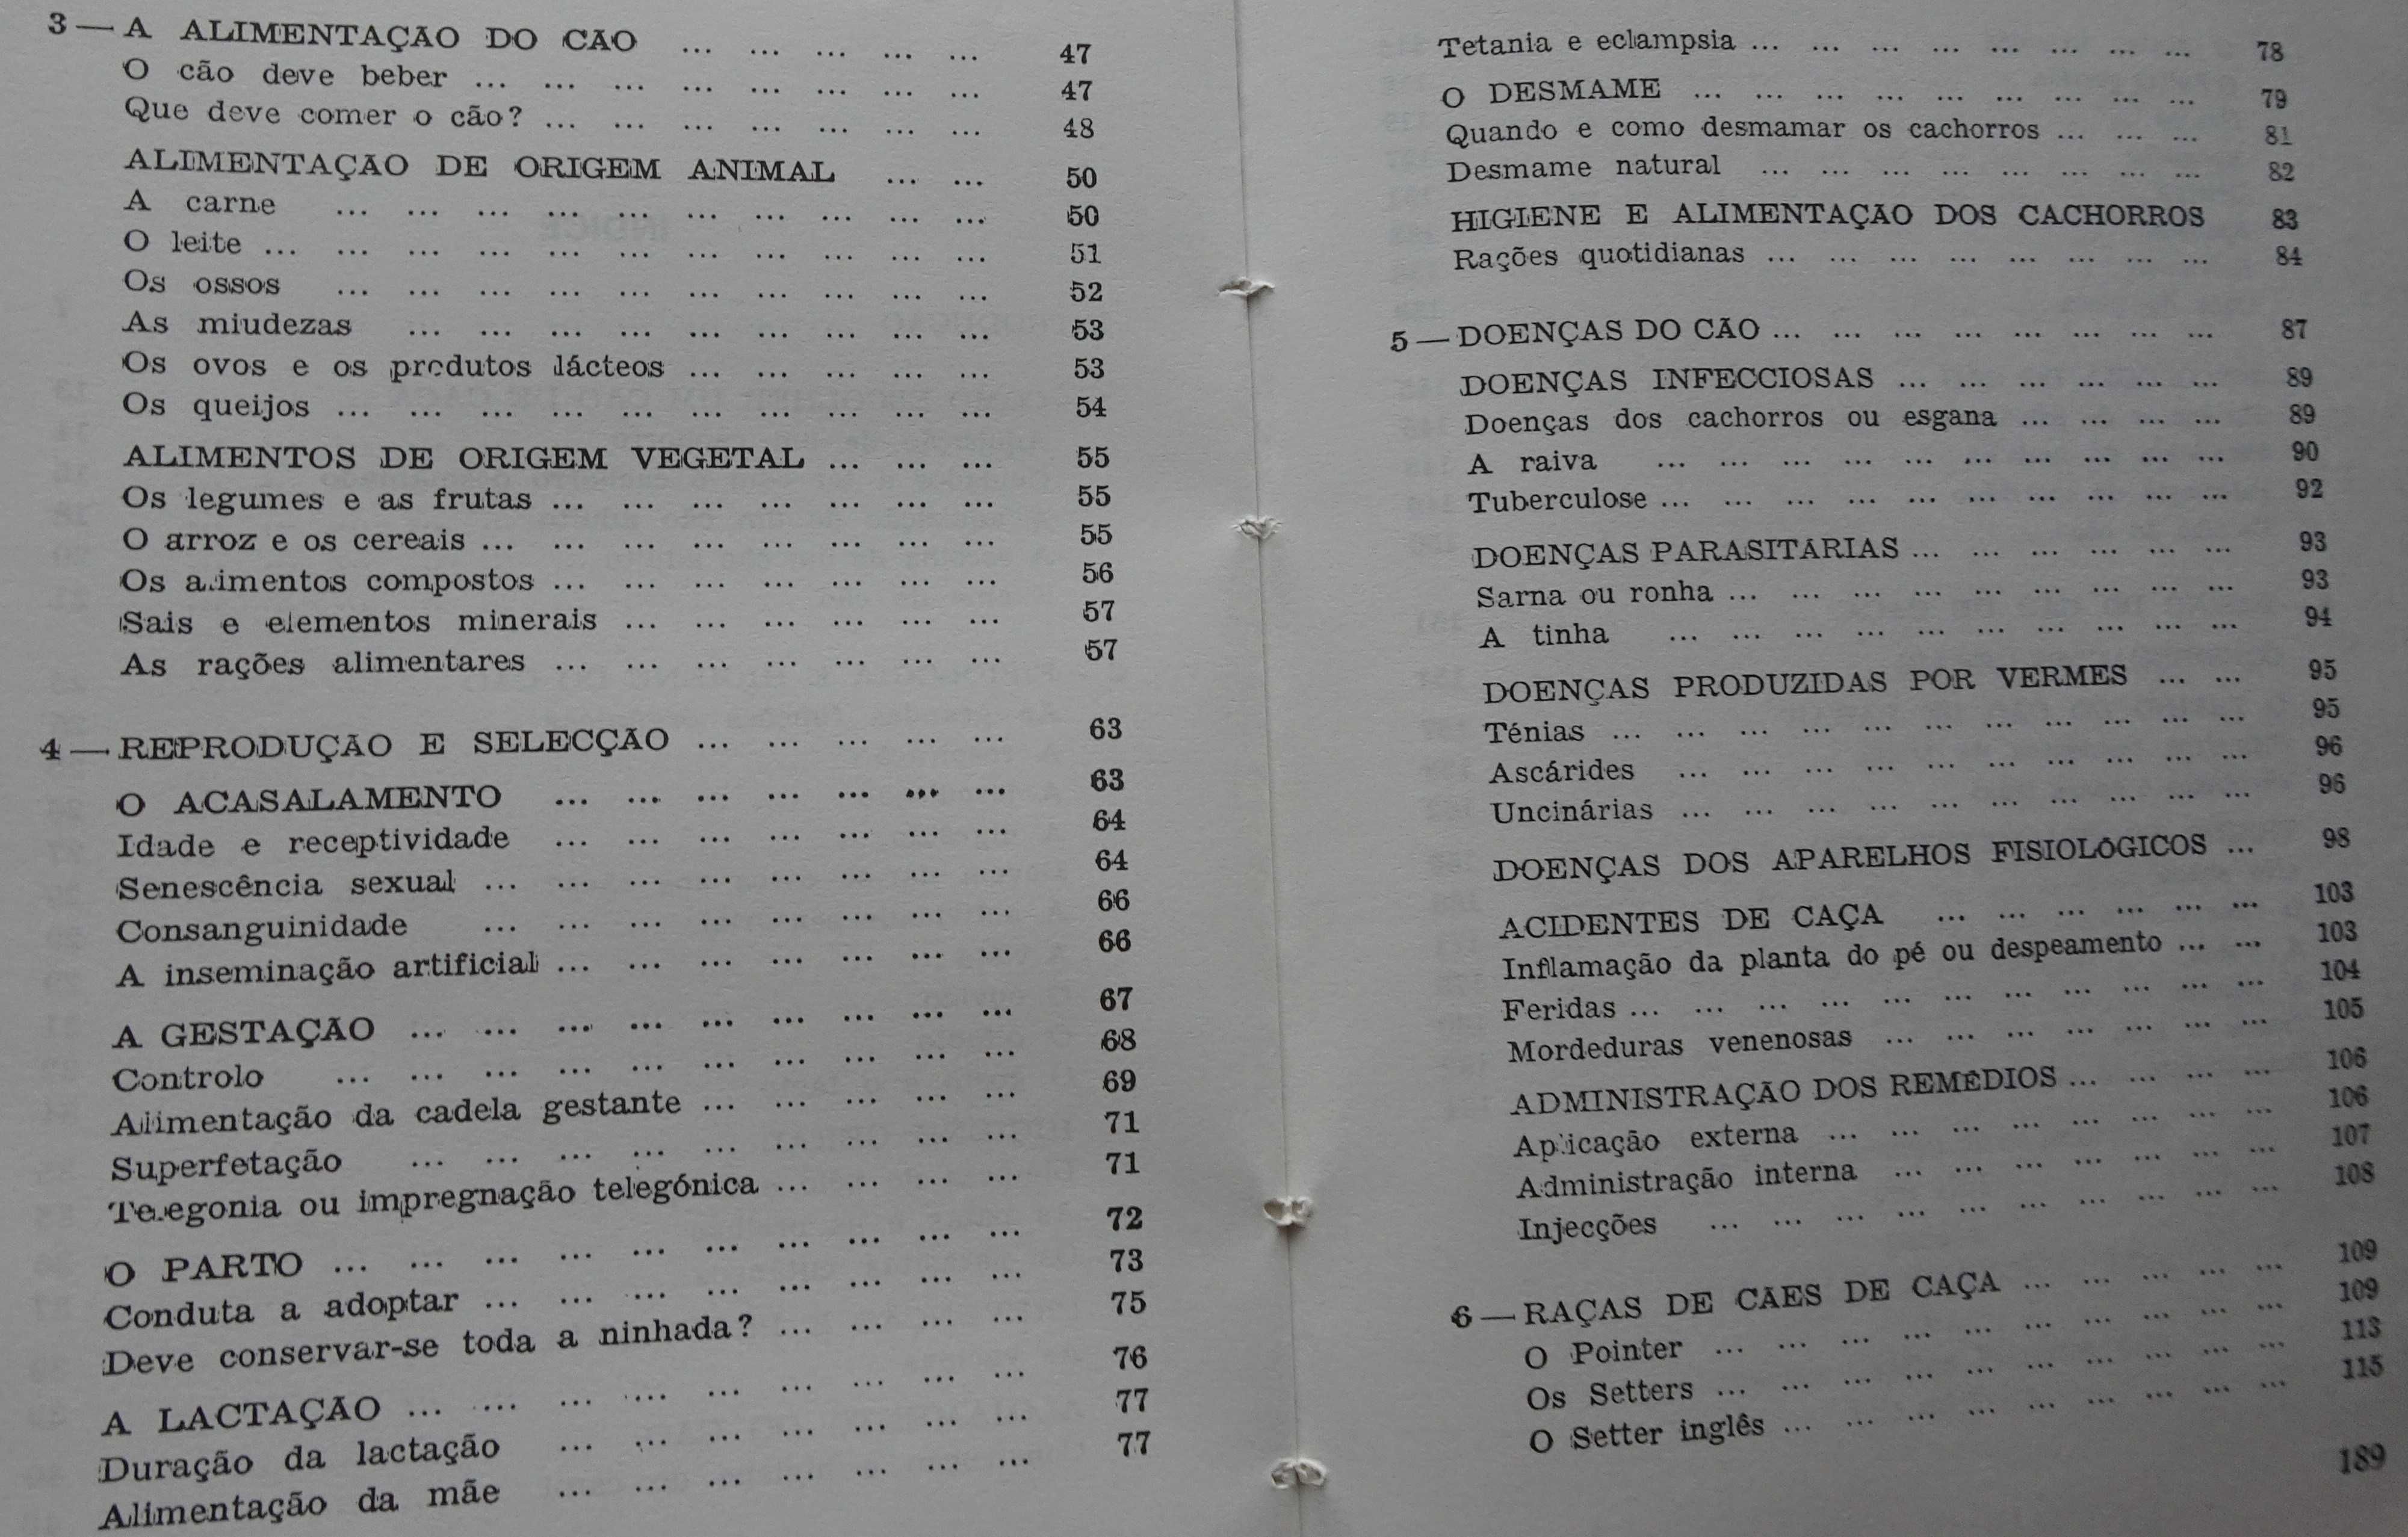 3 — A ALIMENTAÇÃO DO CÃO ... ... ... ... ... 47
O cão deve beber ... ... ... ... ... ... ... ... 47
Que deve comer o cão? ... ... ... ... ... ... ... 48
ALIMENTAÇÃO DE ORIGEM ANIMAL ... ... 50
A carne ... ... ... ... ... ... ... ... ... ... 50
O leite ... ... ... ... ... ... ... ... ... ... ... 51
Os ossos ... ... ... ... ... ... ... ... ... ... 52
As miudezas ... ... ... ... ... ... ... ... ... 53
Os ovos e os produtos lácteos ... ... ... ... ... 53
Os queijos ... ... ... ... ... ... ... ... ... ... 54
ALIMENTOS DE ORIGEM VEGETAL ... ... ... 55
Os legumes e as frutas ... ... ... ... ... ... ... 55
O arroz e os cereais ... ... ... ... ... ... ... ... 55
Os alimentos compostos ... ... ... ... ... ... ... 56
Sais e elementos minerais ... ... ... ... ... ... 57
As rações alimentares ... ... ... ... ... ... ... 57
4 — REPRODUÇÃO E SELECÇÃO ... ... ... ... ... 63
O ACASALAMENTO ... ... ... ... ... ... ... 63
Idade e receptividade ... ... ... ... ... ... ... 64
Senescência sexual ... ... ... ... ... ... ... ... 64
Consanguinidade ... ... ... ... ... ... ... ... 66
A inseminação artificial ... ... ... ... ... ... ... 66
A GESTAÇÃO ... ... ... ... ... ... ... ... ... 67
Controlo ... ... ... ... ... ... ... ... ... ... 68
Alimentação da cadela gestante ... ... ... ... ... 69
Superfetação ... ... ... ... ... ... ... ... ... 71
Telegonia ou impregnação telegónica ... ... ... ... 71
O PARTO ... ... ... ... ... ... ... ... ... ... 72
Conduta a adoptar ... ... ... ... ... ... ... ... 73
Deve conservar-se toda a ninhada? ... ... ... ... 75
A LACTAÇÃO ... ... ... ... ... ... ... ... ... 76
Duração da lactação ... ... ... ... ... ... ... 77
Alimentação da mãe ... ... ... ... ... ... ... 77
Tetania e eclampsia ... ... ... ... ... ... ... ... 78
O DESMAME ... ... ... ... ... ... ... ... ... 79
Quando e como desmamar os cachorros ... ... ... 81
Desmame natural ... ... ... ... ... ... ... ... 82
HIGIENE E ALIMENTAÇÃO DOS CACHORROS 83
Rações quotidianas ... ... ... ... ... ... ... ... 84
5 — DOENÇAS DO CÃO ... ... ... ... ... ... ... ... 87
DOENÇAS INFECCIOSAS ... ... ... ... ... ... 89
Doenças dos cachorros ou esgana ... ... ... ... 89
A raiva ... ... ... ... ... ... ... ... ... ... 90
Tuberculose ... ... ... ... ... ... ... ... ... ... 92
DOENÇAS PARASITÁRIAS ... ... ... ... ... ... 93
Sarna ou ronha ... ... ... ... ... ... ... ... ... 93
A tinha ... ... ... ... ... ... ... ... ... ... 94
DOENÇAS PRODUZIDAS POR VERMES ... ... 95
Ténias ... ... ... ... ... ... ... ... ... ... ... 95
Ascárides ... ... ... ... ... ... ... ... ... ... 96
Uncinárias ... ... ... ... ... ... ... ... ... ... 96
DOENÇAS DOS APARELHOS FISIOLÓGICOS ... 98
ACIDENTES DE CAÇA ... ... ... ... ... ... 103
Inflamação da planta do pé ou despeamento ... ... 103
Feridas ... ... ... ... ... ... ... ... ... ... ... 104
Mordeduras venenosas ... ... ... ... ... ... ... 105
ADMINISTRAÇÃO DOS REMÉDIOS ... ... ... ... 106
Aplicação externa ... ... ... ... ... ... ... ... 106
Administração interna ... ... ... ... ... ... ... 107
Injecções ... ... ... ... ... ... ... ... ... ... 108
6 — RAÇAS DE CÃES DE CAÇA ... ... ... ... ... 109
O Pointer ... ... ... ... ... ... ... ... ... ... 109
Os Setters ... ... ... ... ... ... ... ... ... ... 113
O Setter inglês ... ... ... ... ... ... ... ... ... 115
189